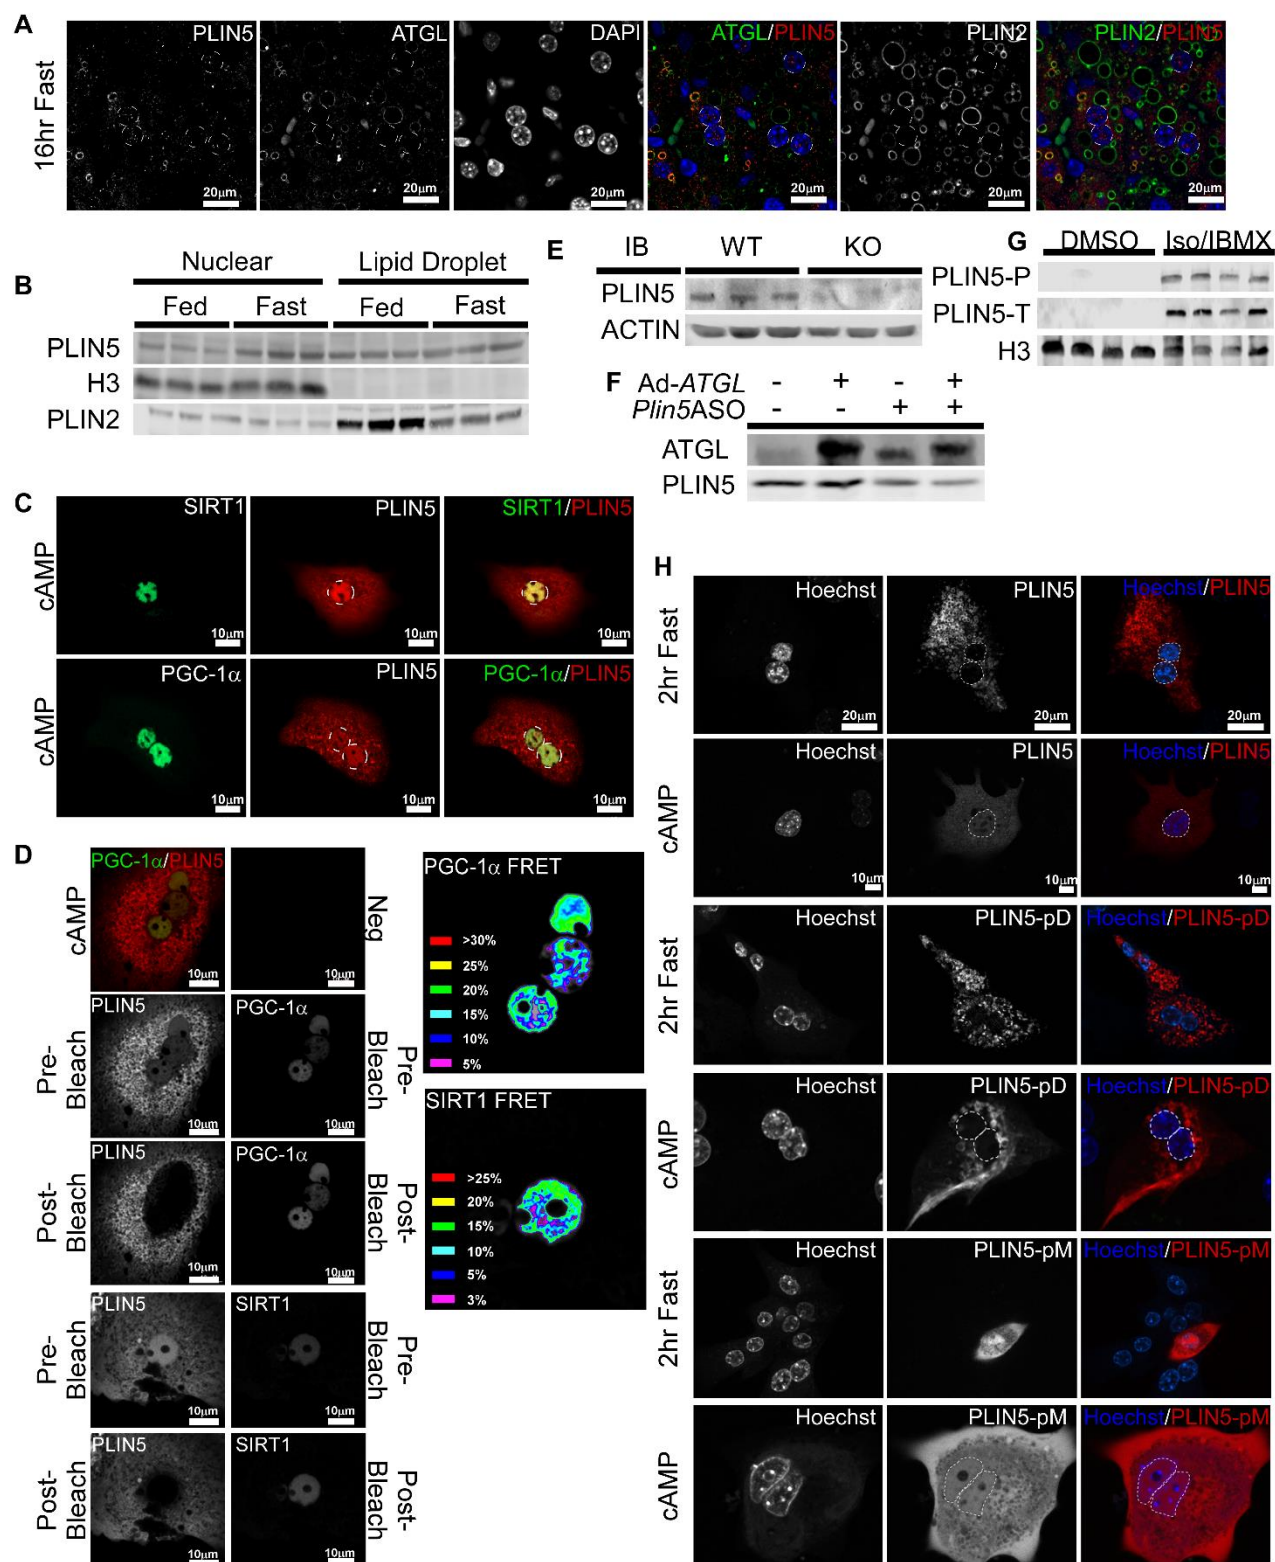 A
16hr Fast
PLIN5
ATGL
DAPI
ATGL/PLIN5
PLIN2
PLIN2/PLIN5
20µm
20µm
20µm
20µm
20µm
20µm
B
Nuclear
Lipid Droplet
Fed
Fast
Fed
Fast
PLIN5
H3
PLIN2
E
IB
WT
KO
PLIN5
ACTIN
G
DMSO
Iso/IBMX
PLIN5-P
PLIN5-T
H3
F
Ad-ATGL - + - +
Plin5ASO - - + +
ATGL
PLIN5
C
cAMP
SIRT1
PLIN5
SIRT1/PLIN5
10µm
10µm
10µm
cAMP
PGC-1α
PLIN5
PGC-1α/PLIN5
10µm
10µm
10µm
D
cAMP
PGC-1α/PLIN5
10µm
10µm
Neg
Pre-
Bleach
PLIN5
PGC-1α
10µm
10µm
Pre-
Bleach
Post-
Bleach
PLIN5
PGC-1α
10µm
10µm
Post-
Bleach
Pre-
Bleach
PLIN5
SIRT1
10µm
10µm
Pre-
Bleach
Post-
Bleach
PLIN5
SIRT1
10µm
10µm
Post-
Bleach
PGC-1α FRET
>30%
25%
20%
15%
10%
5%
SIRT1 FRET
>25%
20%
15%
10%
5%
3%
H
2hr Fast
Hoechst
PLIN5
Hoechst/PLIN5
20µm
20µm
20µm
cAMP
Hoechst
PLIN5
Hoechst/PLIN5
10µm
10µm
10µm
2hr Fast
Hoechst
PLIN5-pD
Hoechst/PLIN5-pD
cAMP
Hoechst
PLIN5-pD
Hoechst/PLIN5-pD
2hr Fast
Hoechst
PLIN5-pM
Hoechst/PLIN5-pM
cAMP
Hoechst
PLIN5-pM
Hoechst/PLIN5-pM